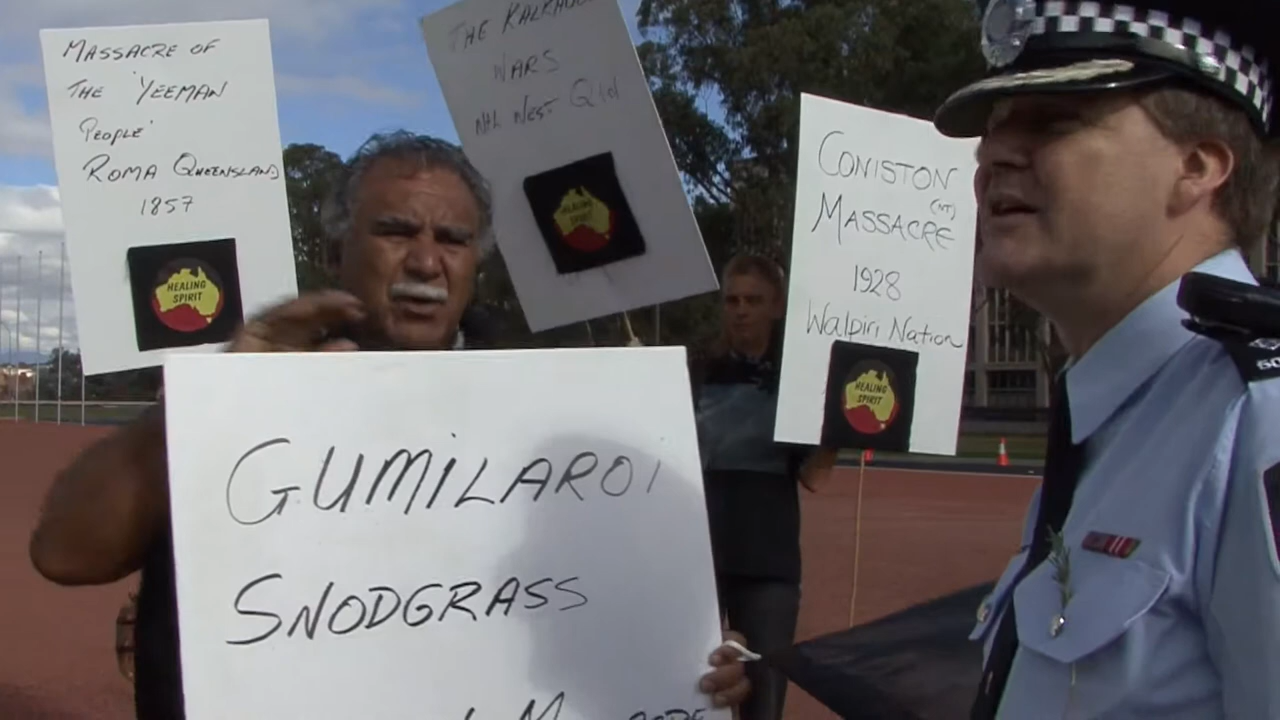 MASSACRE OF
THE 'YEEMAN
PEOPLE'
ROMA QUEENSLAND
1857
HEALING
SPIRIT
THE KALKADOON
WARS
Nth West Qld
HEALING
SPIRIT
CONISTON
(NT)
MASSACRE
1928
Walpiri Nation
HEALING
SPIRIT
GUMILAROI
SNODGRASS